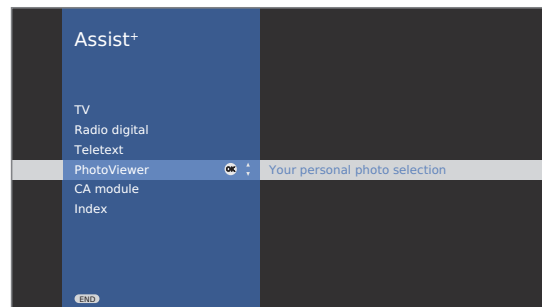 Assist+
TV
Radio digital
Teletext
PhotoViewer OK Your personal photo selection
CA module
Index
END